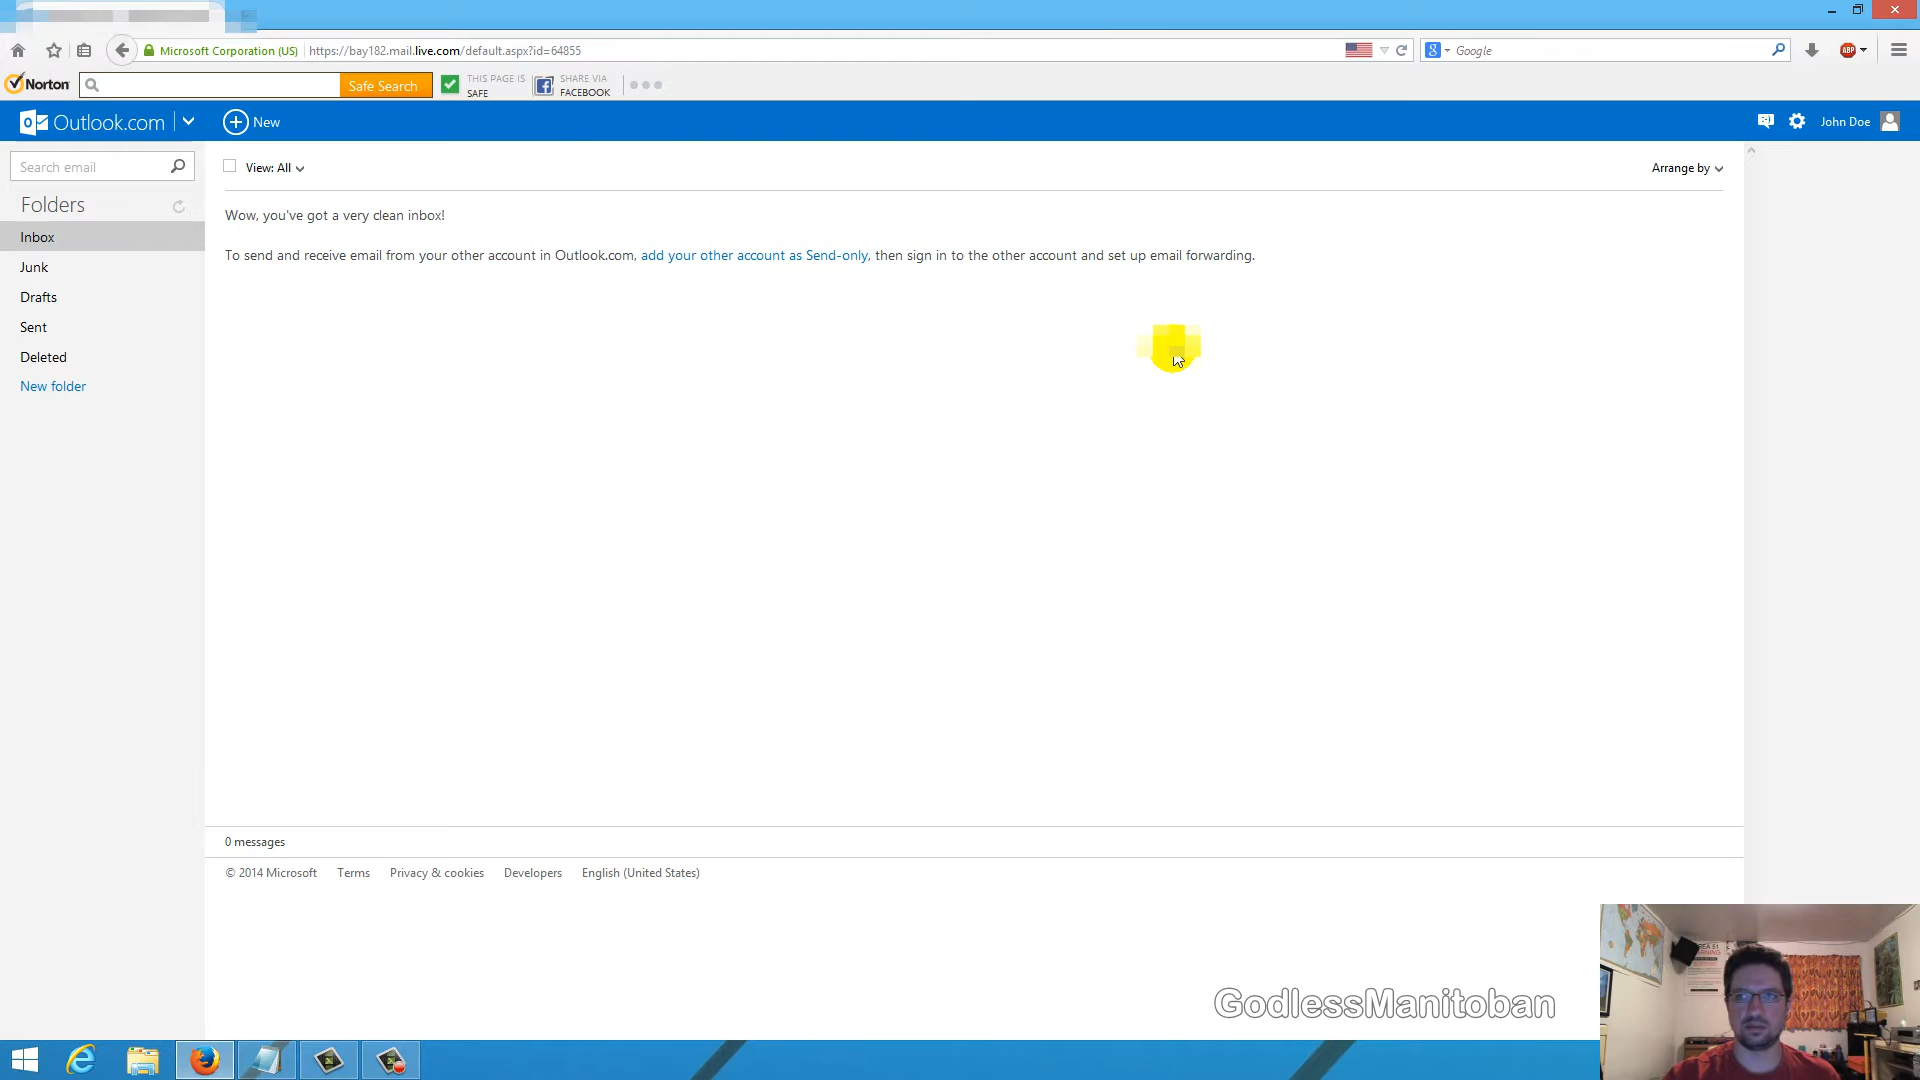 Microsoft Corporation (US) https://bay182.mail.live.com/default.aspx?id=64855 Google
Norton Safe Search THIS PAGE IS SAFE SHARE VIA FACEBOOK
Outlook.com New John Doe
Search email
Folders
Inbox
Junk
Drafts
Sent
Deleted
New folder
View: All Arrange by
Wow, you've got a very clean inbox!
To send and receive email from your other account in Outlook.com, add your other account as Send-only, then sign in to the other account and set up email forwarding.
0 messages
© 2014 Microsoft Terms Privacy & cookies Developers English (United States)
AREA 51
GodlessManitoban